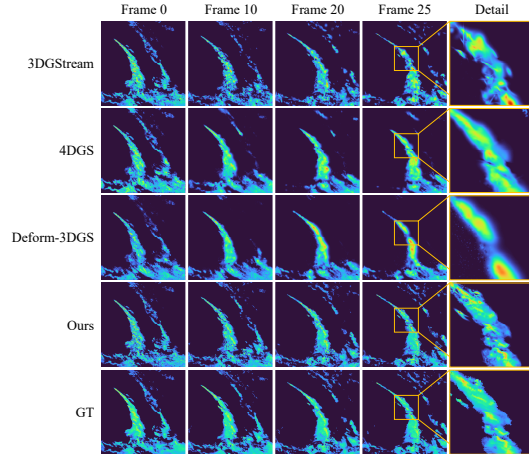 Frame 0 Frame 10 Frame 20 Frame 25 Detail
3DGStream
4DGS
Deform-3DGS
Ours
GT